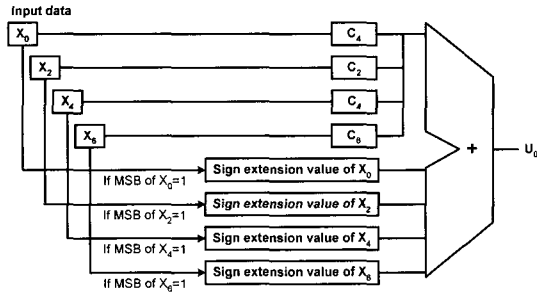 Input data
X0
C4
X2
C2
X4
C4
X6
C6
+
U0
Sign extension value of X0
If MSB of X0=1
Sign extension value of X2
If MSB of X2=1
Sign extension value of X4
If MSB of X4=1
Sign extension value of X6
If MSB of X6=1